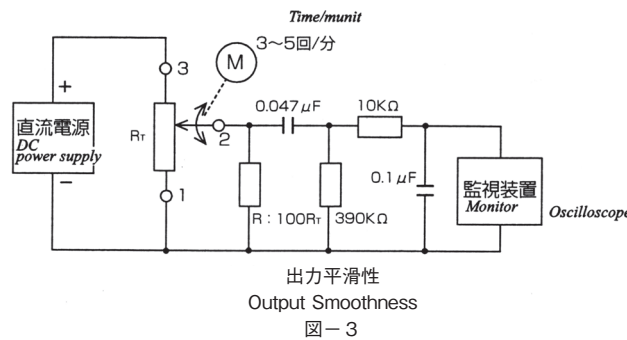 Time/munit
3～5回/分
M
3
+
直流電源
DC
power supply
−
RT
2
1
0.047μF
10KΩ
R：100RT
390KΩ
0.1μF
監視装置
Monitor
Oscilloscope
出力平滑性
Output Smoothness
図－3